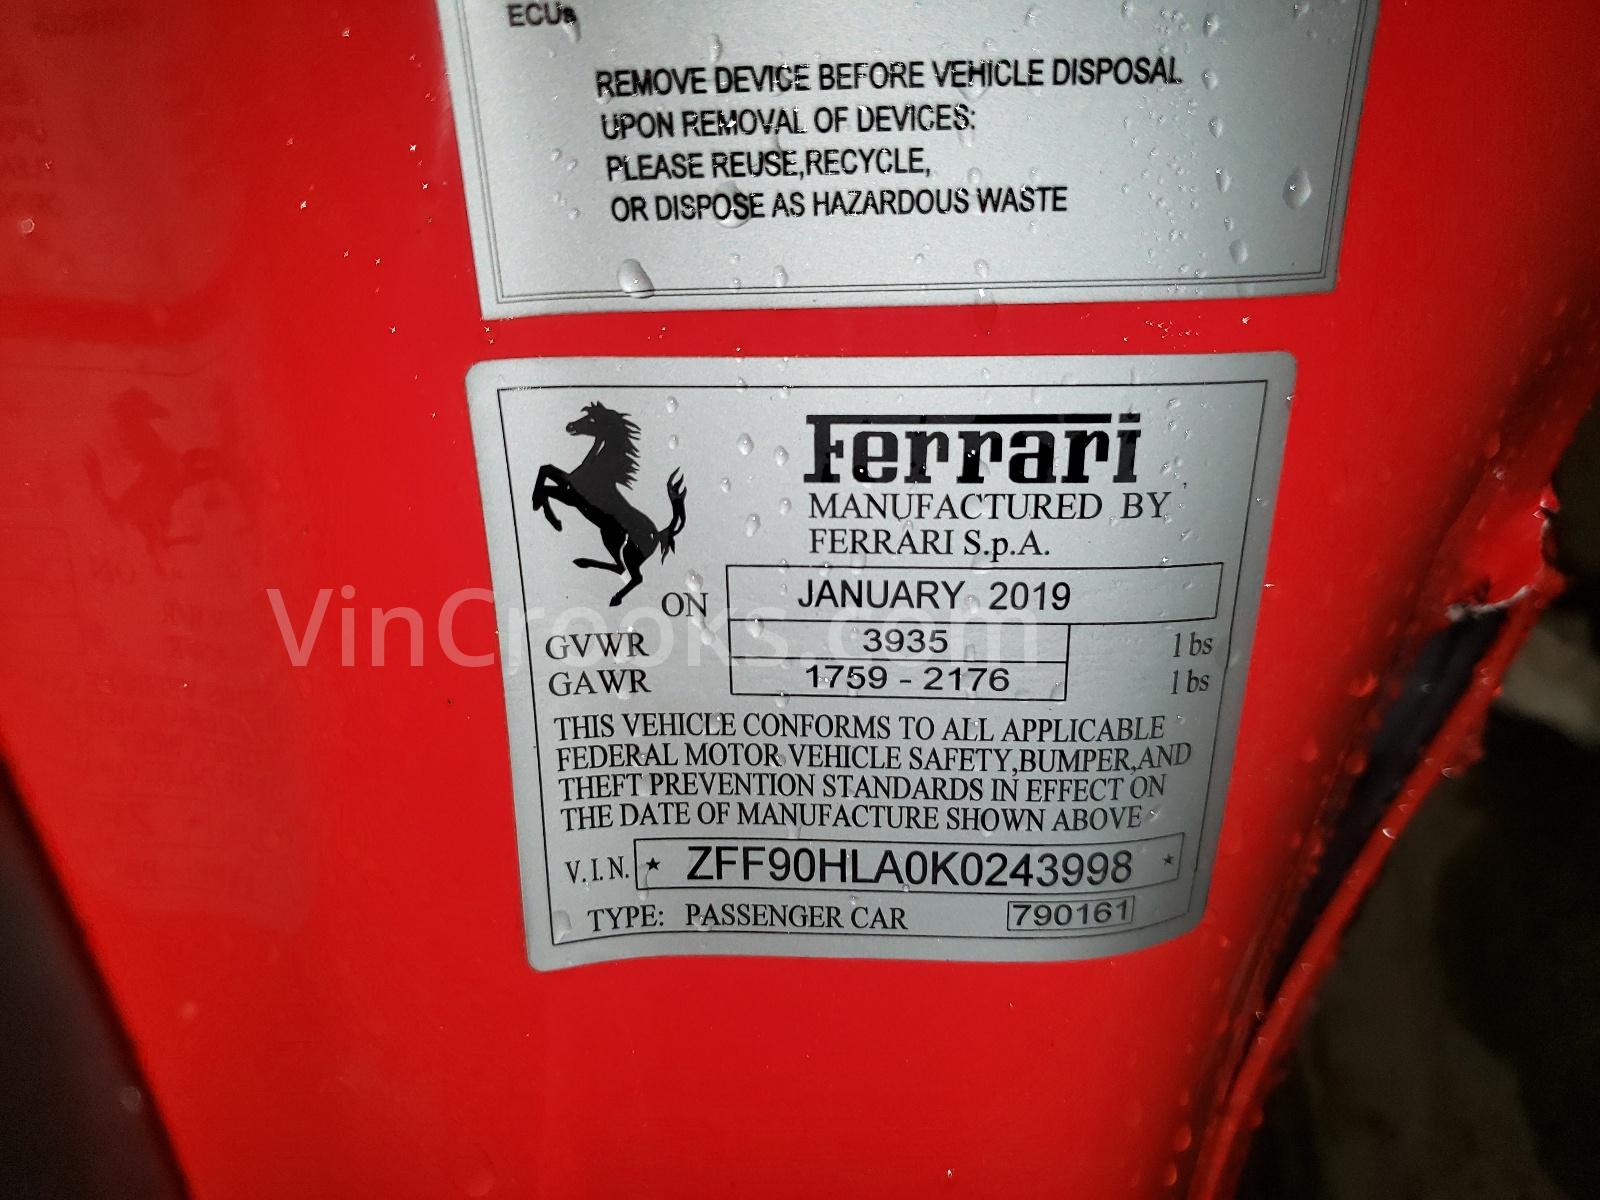 ECUs
REMOVE DEVICE BEFORE VEHICLE DISPOSAL
UPON REMOVAL OF DEVICES:
PLEASE REUSE,RECYCLE,
OR DISPOSE AS HAZARDOUS WASTE
Ferrari
MANUFACTURED BY
FERRARI S.p.A.
ON JANUARY 2019
GVWR 3935 lbs
GAWR 1759 - 2176 lbs
VinCrooks.com
THIS VEHICLE CONFORMS TO ALL APPLICABLE
FEDERAL MOTOR VEHICLE SAFETY,BUMPER,AND
THEFT PREVENTION STANDARDS IN EFFECT ON
THE DATE OF MANUFACTURE SHOWN ABOVE
V.I.N. * ZFF90HLA0K0243998 *
TYPE: PASSENGER CAR 790161